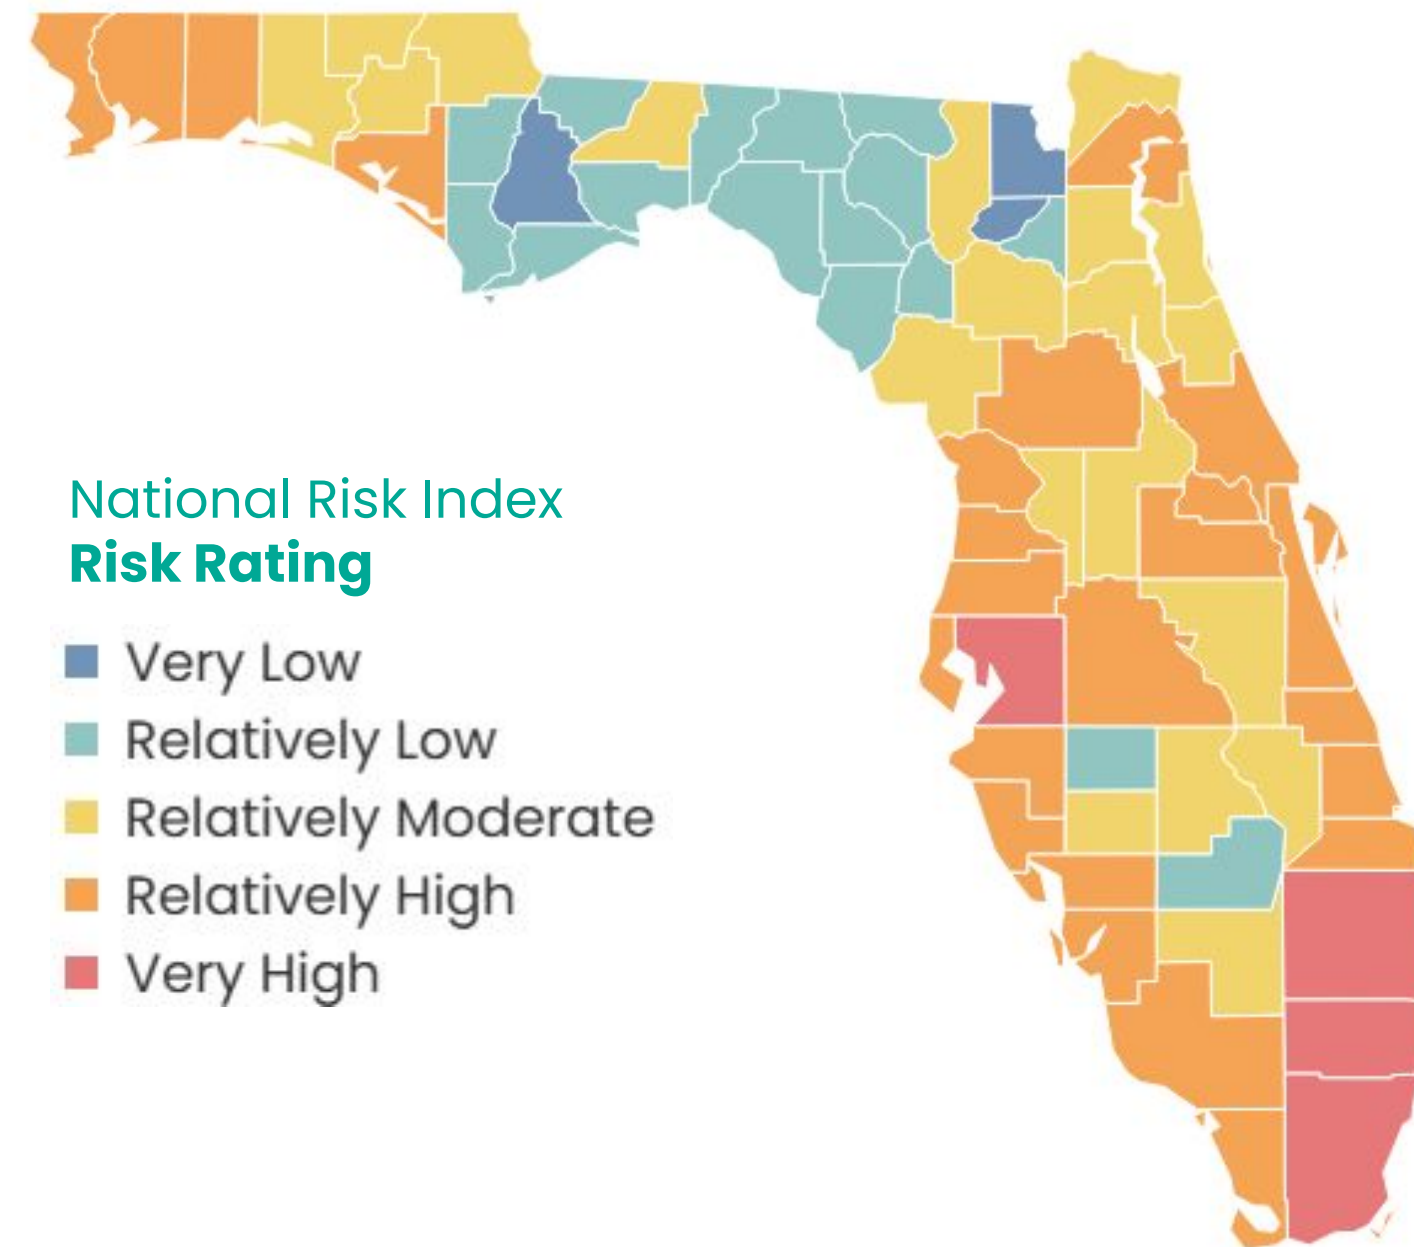 National Risk Index
Risk Rating
Very Low
Relatively Low
Relatively Moderate
Relatively High
Very High